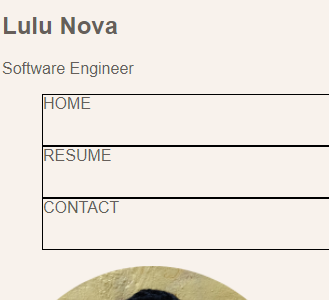 Lulu Nova
Software Engineer
HOME
RESUME
CONTACT